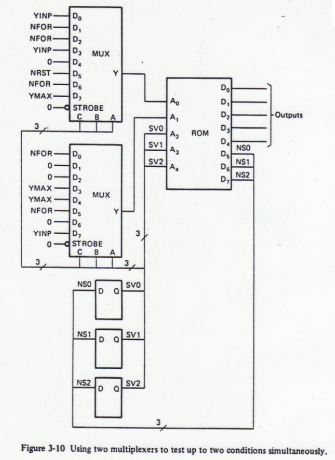 YINP D0
NFOR D1
NFOR D2
YINP D3
0 D4
NRST D5
NFOR D6
YMAX D7
0 STROBE
MUX
Y
C B A
3
NFOR D0
0 D1
0 D2
YMAX D3
YMAX D4
NFOR D5
0 D6
YINP D7
0 STROBE
MUX
Y
C B A
3 3
3
A0
A1
SV0 A2
SV1 A3
SV2 A4
ROM
D0
D1
D2
D3
D4
D5 NS0
D6 NS1
D7 NS2
Outputs
NS0 D Q SV0
NS1 D Q SV1
NS2 D Q SV2
3
Figure 3-10 Using two multiplexers to test up to two conditions simultaneously.